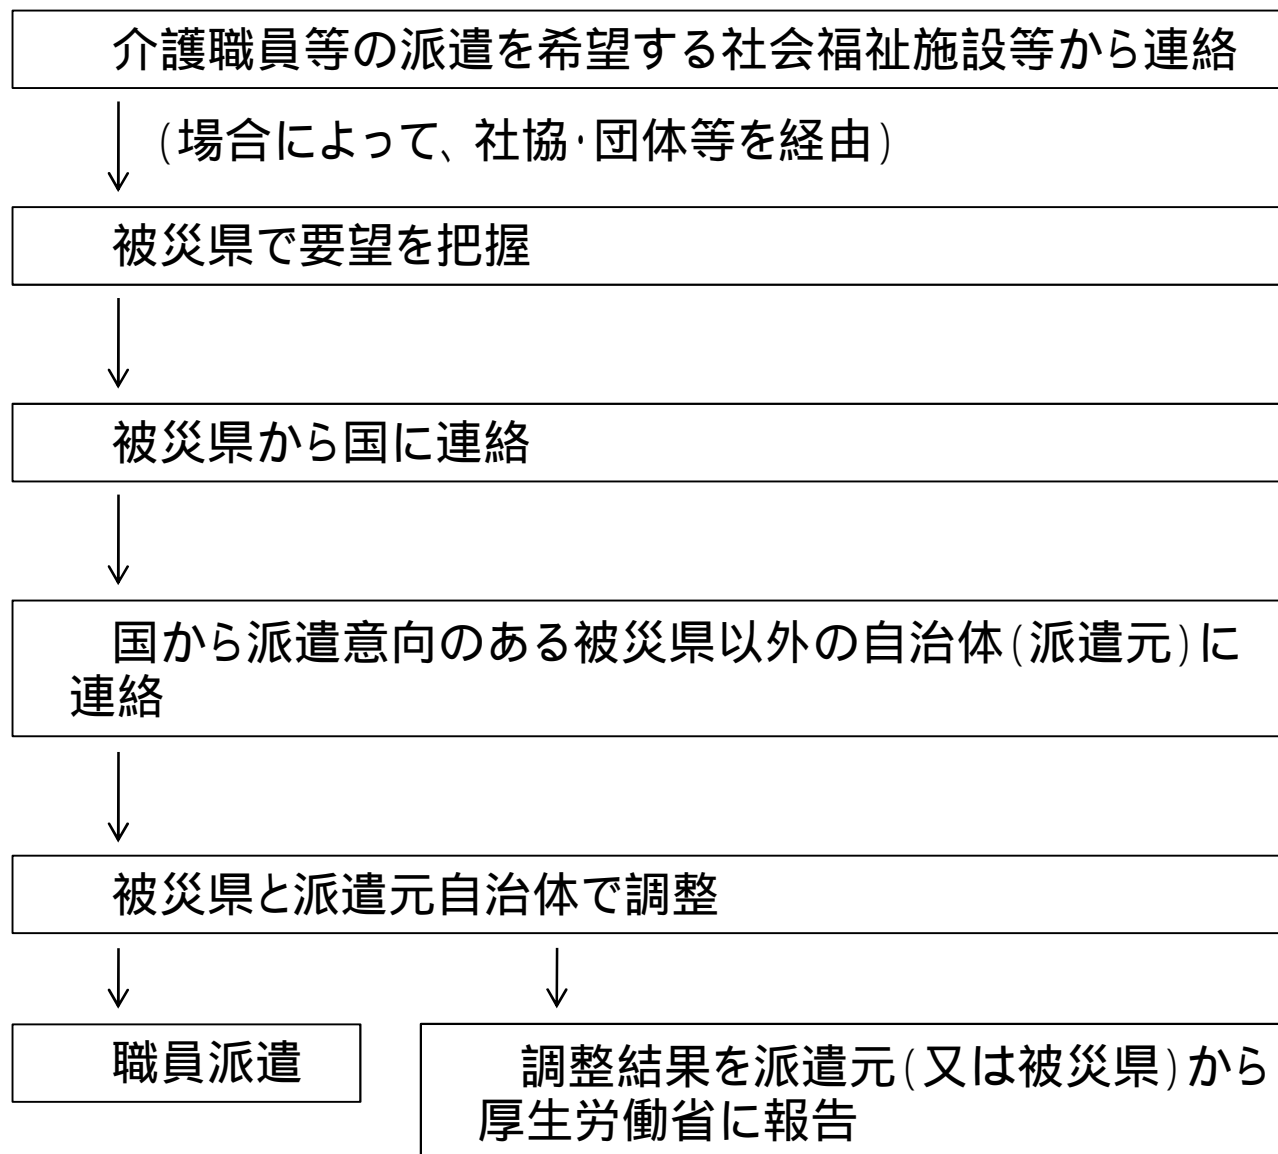 介護職員等の派遣を希望する社会福祉施設等から連絡
(場合によって、社協・団体等を経由)
被災県で要望を把握
被災県から国に連絡
国から派遣意向のある被災県以外の自治体(派遣元)に
連絡
被災県と派遣元自治体で調整
職員派遣
調整結果を派遣元(又は被災県)から
厚生労働省に報告